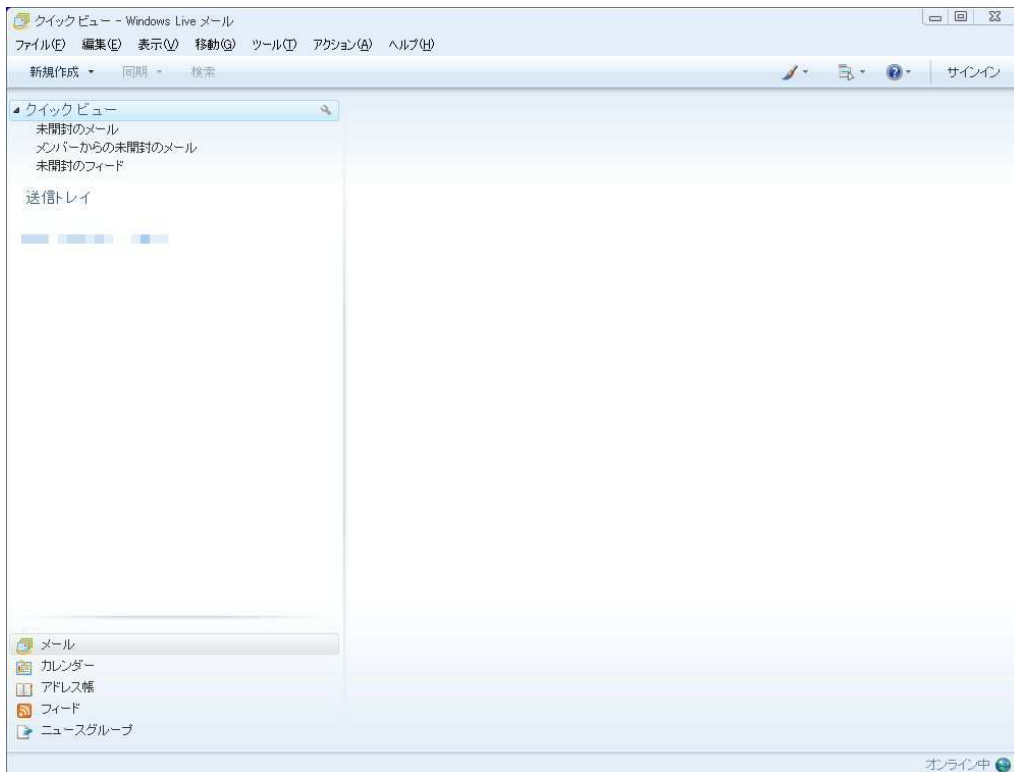 クイック ビュー - Windows Live メール
ファイル(F) 編集(E) 表示(V) 移動(G) ツール(T) アクション(A) ヘルプ(H)
新規作成 同期 検索 サインイン
クイック ビュー
未開封のメール
メンバーからの未開封のメール
未開封のフィード
送信トレイ
メール
カレンダー
アドレス帳
フィード
ニュースグループ
オンライン中